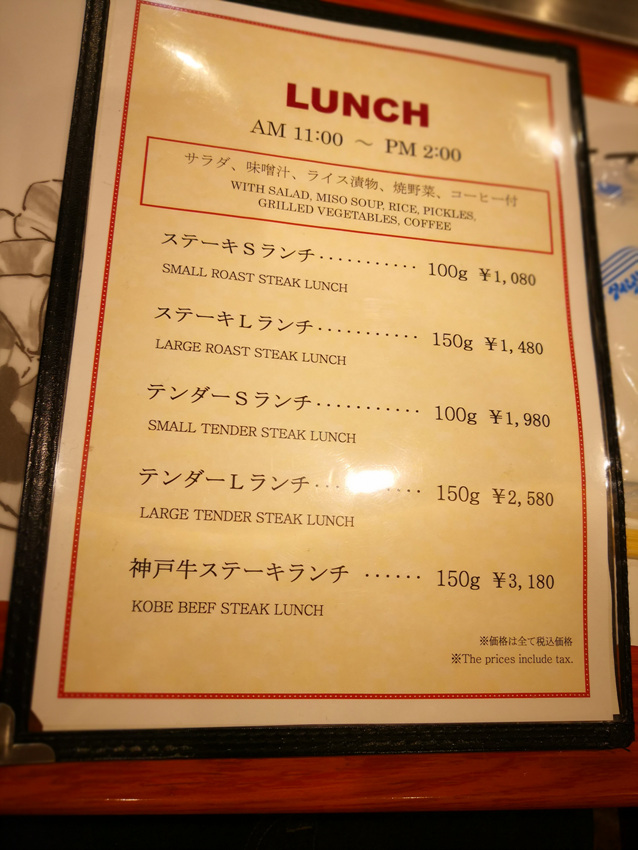 LUNCH
AM 11:00 ～ PM 2:00
サラダ、味噌汁、ライス漬物、焼野菜、コーヒー付
WITH SALAD, MISO SOUP, RICE, PICKLES,
GRILLED VEGETABLES, COFFEE
ステーキSランチ........... 100g ￥1,080
SMALL ROAST STEAK LUNCH
ステーキLランチ........... 150g ￥1,480
LARGE ROAST STEAK LUNCH
テンダーSランチ........... 100g ￥1,980
SMALL TENDER STEAK LUNCH
テンダーLランチ........... 150g ￥2,580
LARGE TENDER STEAK LUNCH
神戸牛ステーキランチ ...... 150g ￥3,180
KOBE BEEF STEAK LUNCH
※価格は全て税込価格
※The prices include tax.